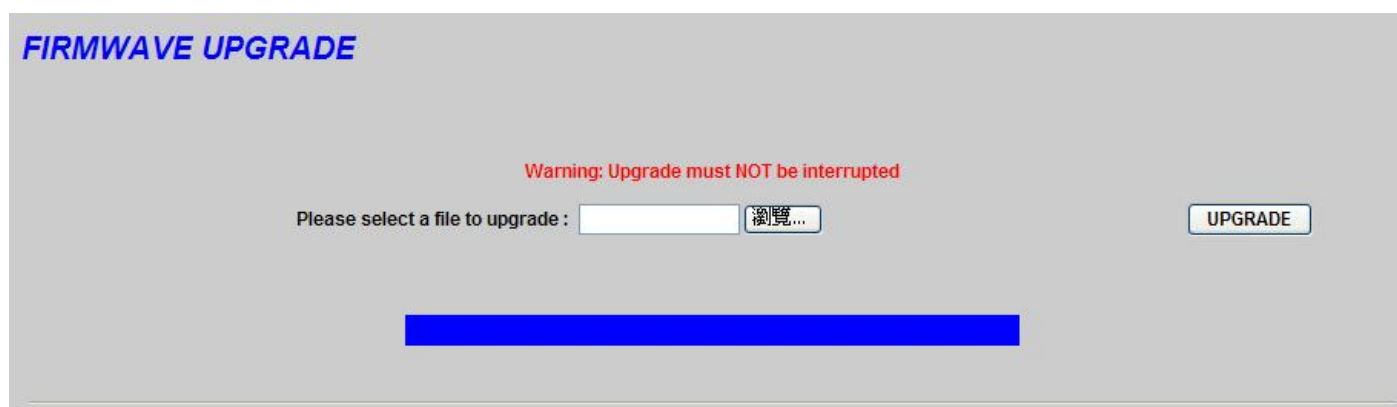 FIRMWAVE UPGRADE
Warning: Upgrade must NOT be interrupted
Please select a file to upgrade : 瀏覽... UPGRADE